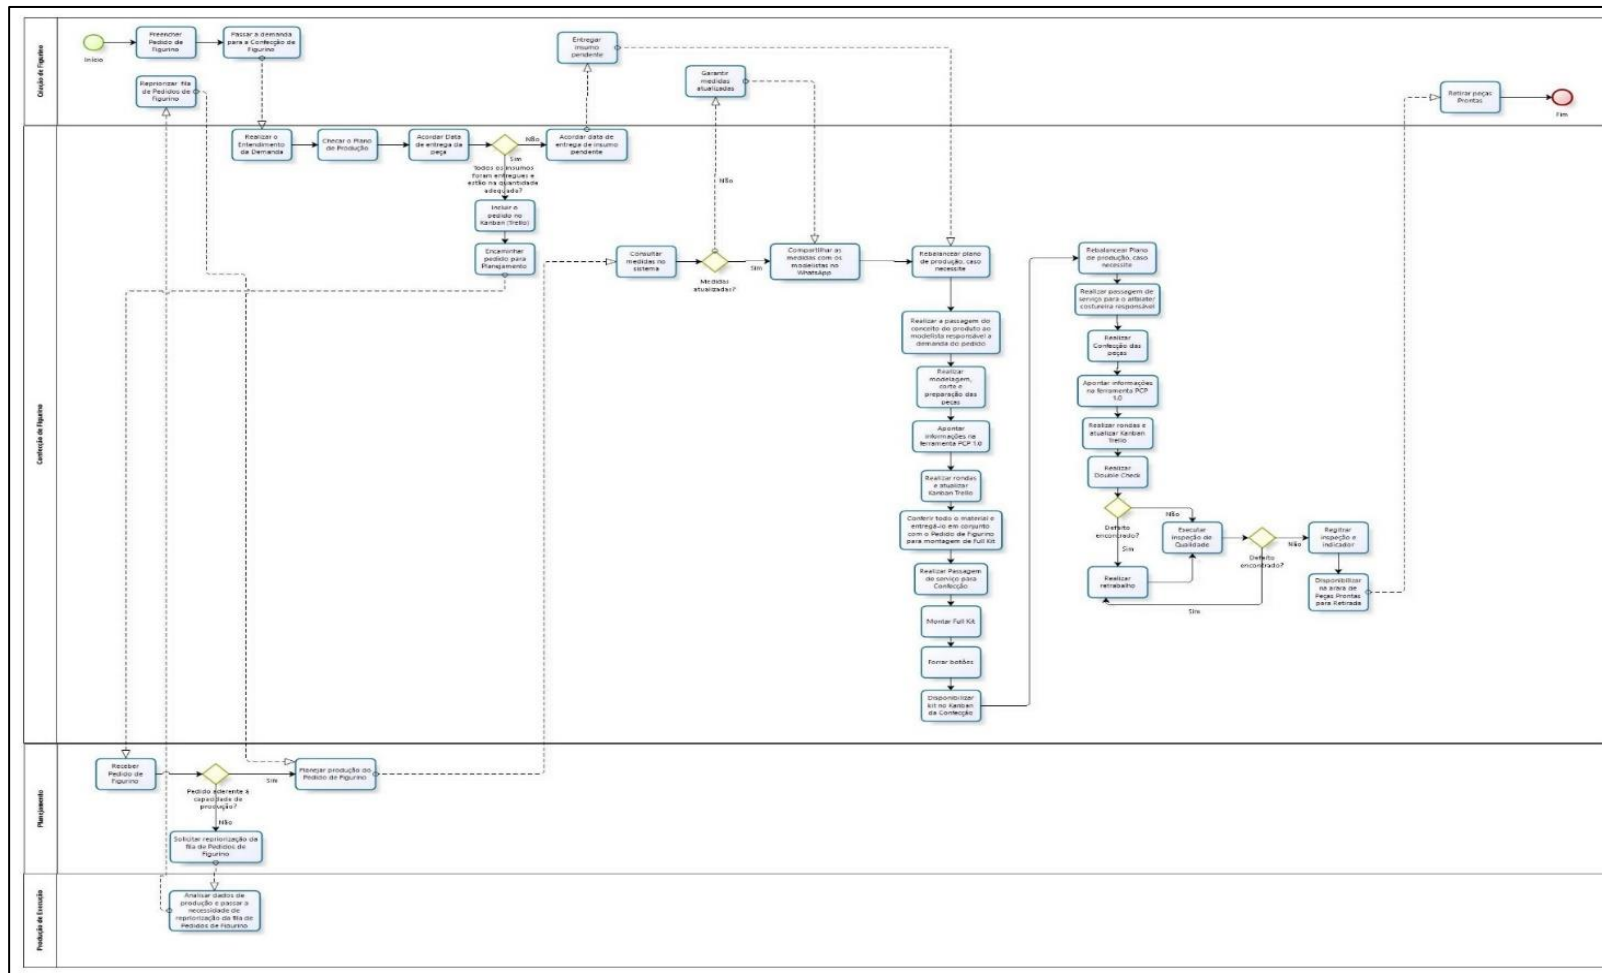 Criação de Figurino
Início
Preencher
Pedido de
Figurino
Passar a demanda
para a Confecção de
Figurino
Repriorizar fila
de Pedidos de
Figurino
Entregar
insumo
pendente
Garantir
medidas
atualizadas
Retirar peças
Prontas
Fim
Confecção de Figurino
Realizar o
Entendimento
da Demanda
Checar o Plano
de Produção
Acordar Data
de entrega da
peça
Não
Sim
Todos os insumos
foram entregues e
estão na quantidade
adequada?
Acordar data de
entrega de insumo
pendente
Incluir o
pedido no
Kanban (Trello)
Encaminhar
pedido para
Planejamento
Consultar
medidas no
sistema
Não
Sim
Medidas
atualizadas?
Compartilhar as
medidas com os
modelistas no
WhatsApp
Rebalancear plano
de produção, caso
necessite
Realizar a passagem do
conceito do produto ao
modelista responsável a
demanda do pedido
Realizar
modelagem,
corte e
preparação das
peças
Apontar
informações na
ferramenta PCP 1.0
Realizar rondas
e atualizar
Kanban Trello
Conferir todo o material e
entregá-lo em conjunto
com o Pedido de Figurino
para montagem de Full Kit
Realizar Passagem
de serviço para
Confecção
Montar Full Kit
Forrar botões
Disponibilizar
kit no Kanban
da Confecção
Rebalancear Plano
de produção, caso
necessite
Realizar passagem de
serviço para o
costureira responsável
Realizar
Confecção das
peças
Apontar informações
na ferramenta PCP
1.0
Realizar rondas e
atualizar Kanban
Trello
Realizar
Double Check
Não
Defeito
encontrado?
Sim
Realizar
retrabalho
Executar
inspeção de
Qualidade
Não
Defeito
encontrado?
Sim
Regitrar
inspeção e
indicador
Disponibilizar
na arara de
Peças Prontas
para Retirada
Planejamento
Receber
Pedido de
Figurino
Sim
Pedido aderente à
capacidade de
produção?
Não
Planejar produção do
Pedido de Figurino
Solicitar repriorização da
fila de Pedidos de
Figurino
Produção de Execução
Analisar dados de
produção e passar a
necessidade de
repriorização da fila de
Pedidos de Figurino